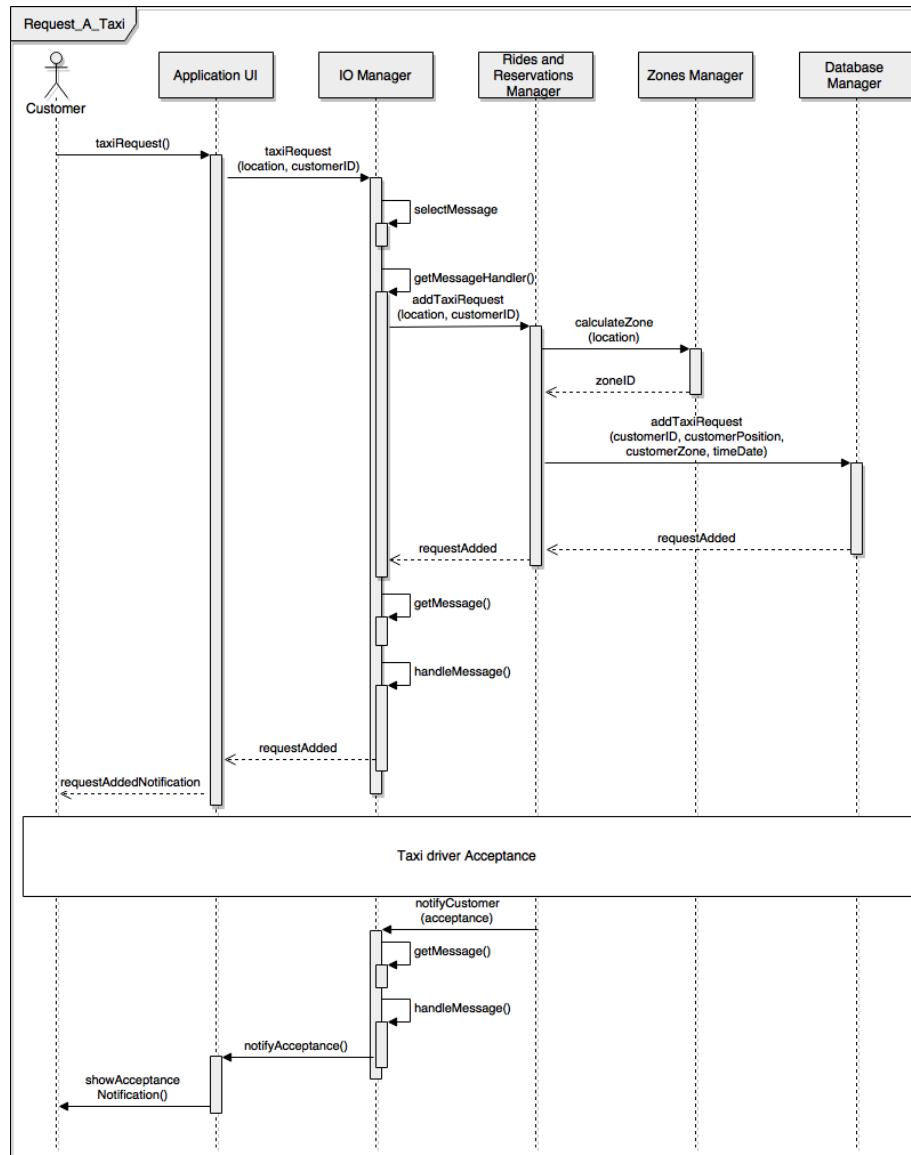 Request_A_Taxi
Customer
Application UI
IO Manager
Rides and
Reservations
Manager
Zones Manager
Database
Manager
taxiRequest()
taxiRequest
(location, customerID)
selectMessage
getMessageHandler()
addTaxiRequest
(location, customerID)
calculateZone
(location)
zoneID
addTaxiRequest
(customerID, customerPosition,
customerZone, timeDate)
requestAdded
requestAdded
getMessage()
handleMessage()
requestAdded
requestAddedNotification
Taxi driver Acceptance
notifyCustomer
(acceptance)
getMessage()
handleMessage()
notifyAcceptance()
showAcceptance
Notification()